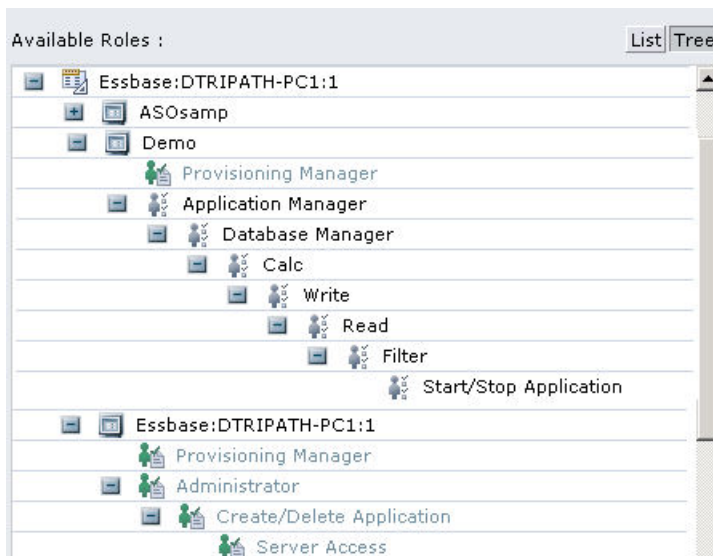 Available Roles : List Tree
Essbase:DTRIPATH-PC1:1
ASOsamp
Demo
Provisioning Manager
Application Manager
Database Manager
Calc
Write
Read
Filter
Start/Stop Application
Essbase:DTRIPATH-PC1:1
Provisioning Manager
Administrator
Create/Delete Application
Server Access